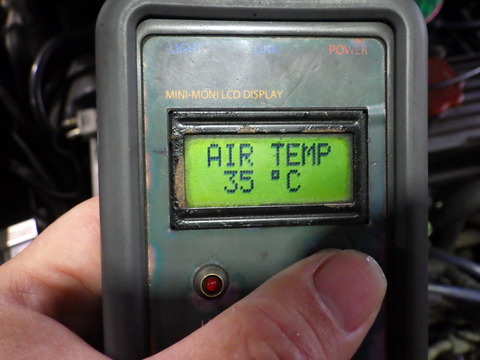 POWER
MINI-MONI LCD DISPLAY
AIR TEMP
35 °C